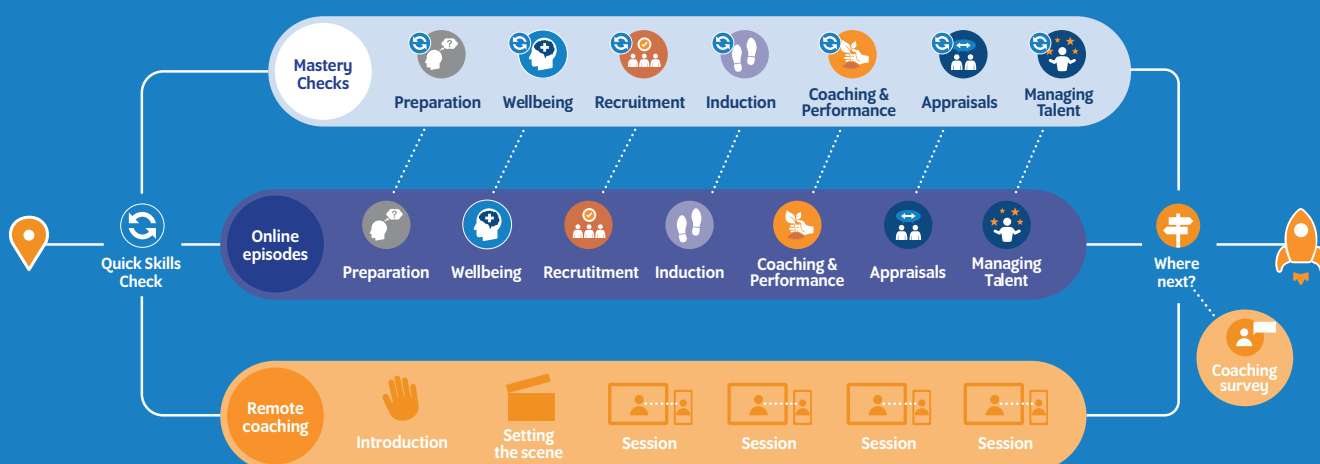 Mastery
Checks
Preparation
Wellbeing
Recruitment
Induction
Coaching &
Performance
Appraisals
Managing
Talent
Quick Skills
Check
Online
episodes
Preparation
Wellbeing
Recrutitment
Induction
Coaching &
Performance
Appraisals
Managing
Talent
Where
next?
Coaching
survey
Remote
coaching
Introduction
Setting
the scene
Session
Session
Session
Session